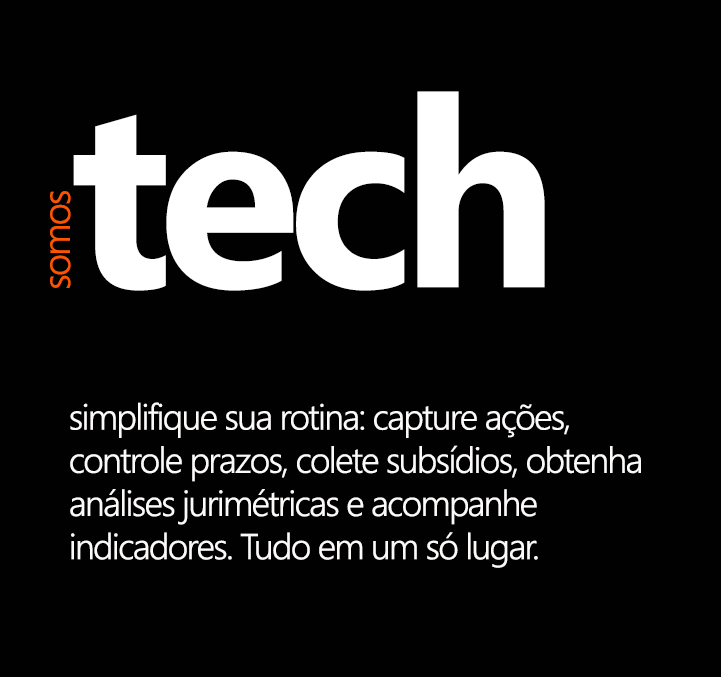 somos
tech
simplifique sua rotina: capture ações,
controle prazos, colete subsídios, obtenha
análises jurimétricas e acompanhe
indicadores. Tudo em um só lugar.